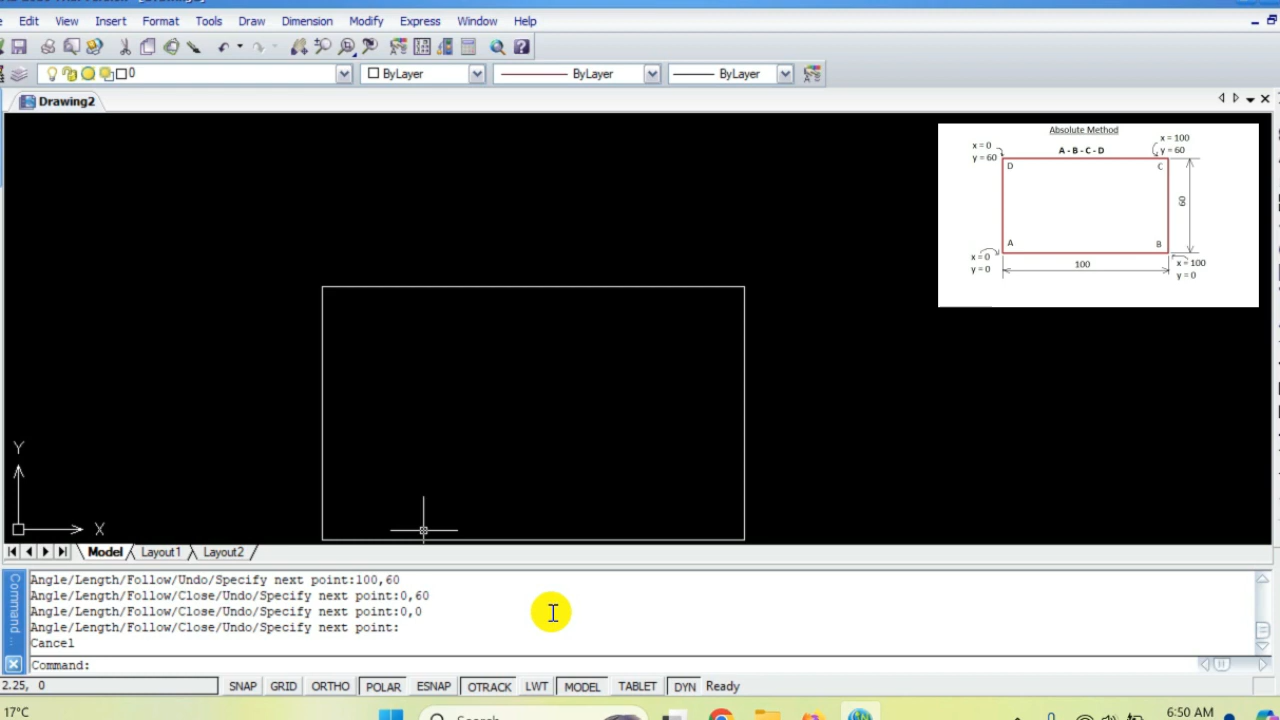 Edit View Insert Format Tools Draw Dimension Modify Express Window Help
0 ByLayer ByLayer ByLayer
Drawing2
Absolute Method
A - B - C - D
x = 0
y = 60
x = 100
y = 60
D C
60
A B
x = 0
y = 0
100
x = 100
y = 0
Y
X
Model Layout1 Layout2
Command ...
Angle/Length/Follow/Undo/Specify next point:100,60
Angle/Length/Follow/Close/Undo/Specify next point:0,60
Angle/Length/Follow/Close/Undo/Specify next point:0,0
Angle/Length/Follow/Close/Undo/Specify next point:
Cancel
Command:
2.25, 0 SNAP GRID ORTHO POLAR ESNAP OTRACK LWT MODEL TABLET DYN Ready
17°C Search 6:50 AM